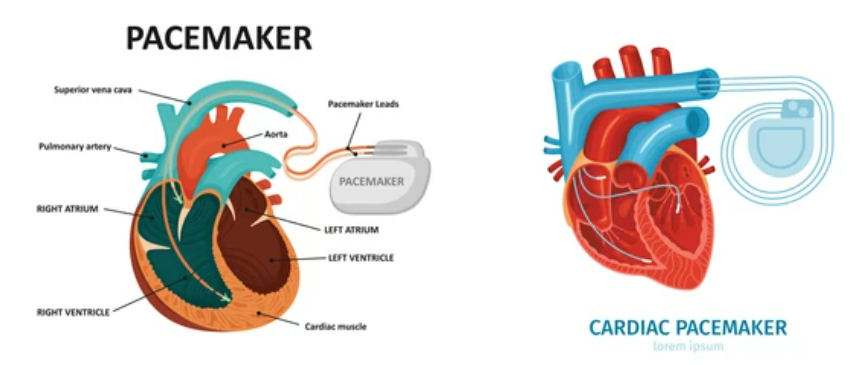 PACEMAKER
Superior vena cava
Pacemaker Leads
Aorta
Pulmonary artery
PACEMAKER
RIGHT ATRIUM
LEFT ATRIUM
LEFT VENTRICLE
RIGHT VENTRICLE
Cardiac muscle
CARDIAC PACEMAKER
lorem ipsum